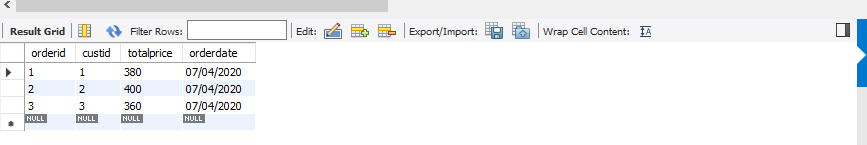 Result Grid Filter Rows: Edit: Export/Import: Wrap Cell Content: IA
orderid custid totalprice orderdate
1 1 380 07/04/2020
2 2 400 07/04/2020
3 3 360 07/04/2020
NULL NULL NULL NULL